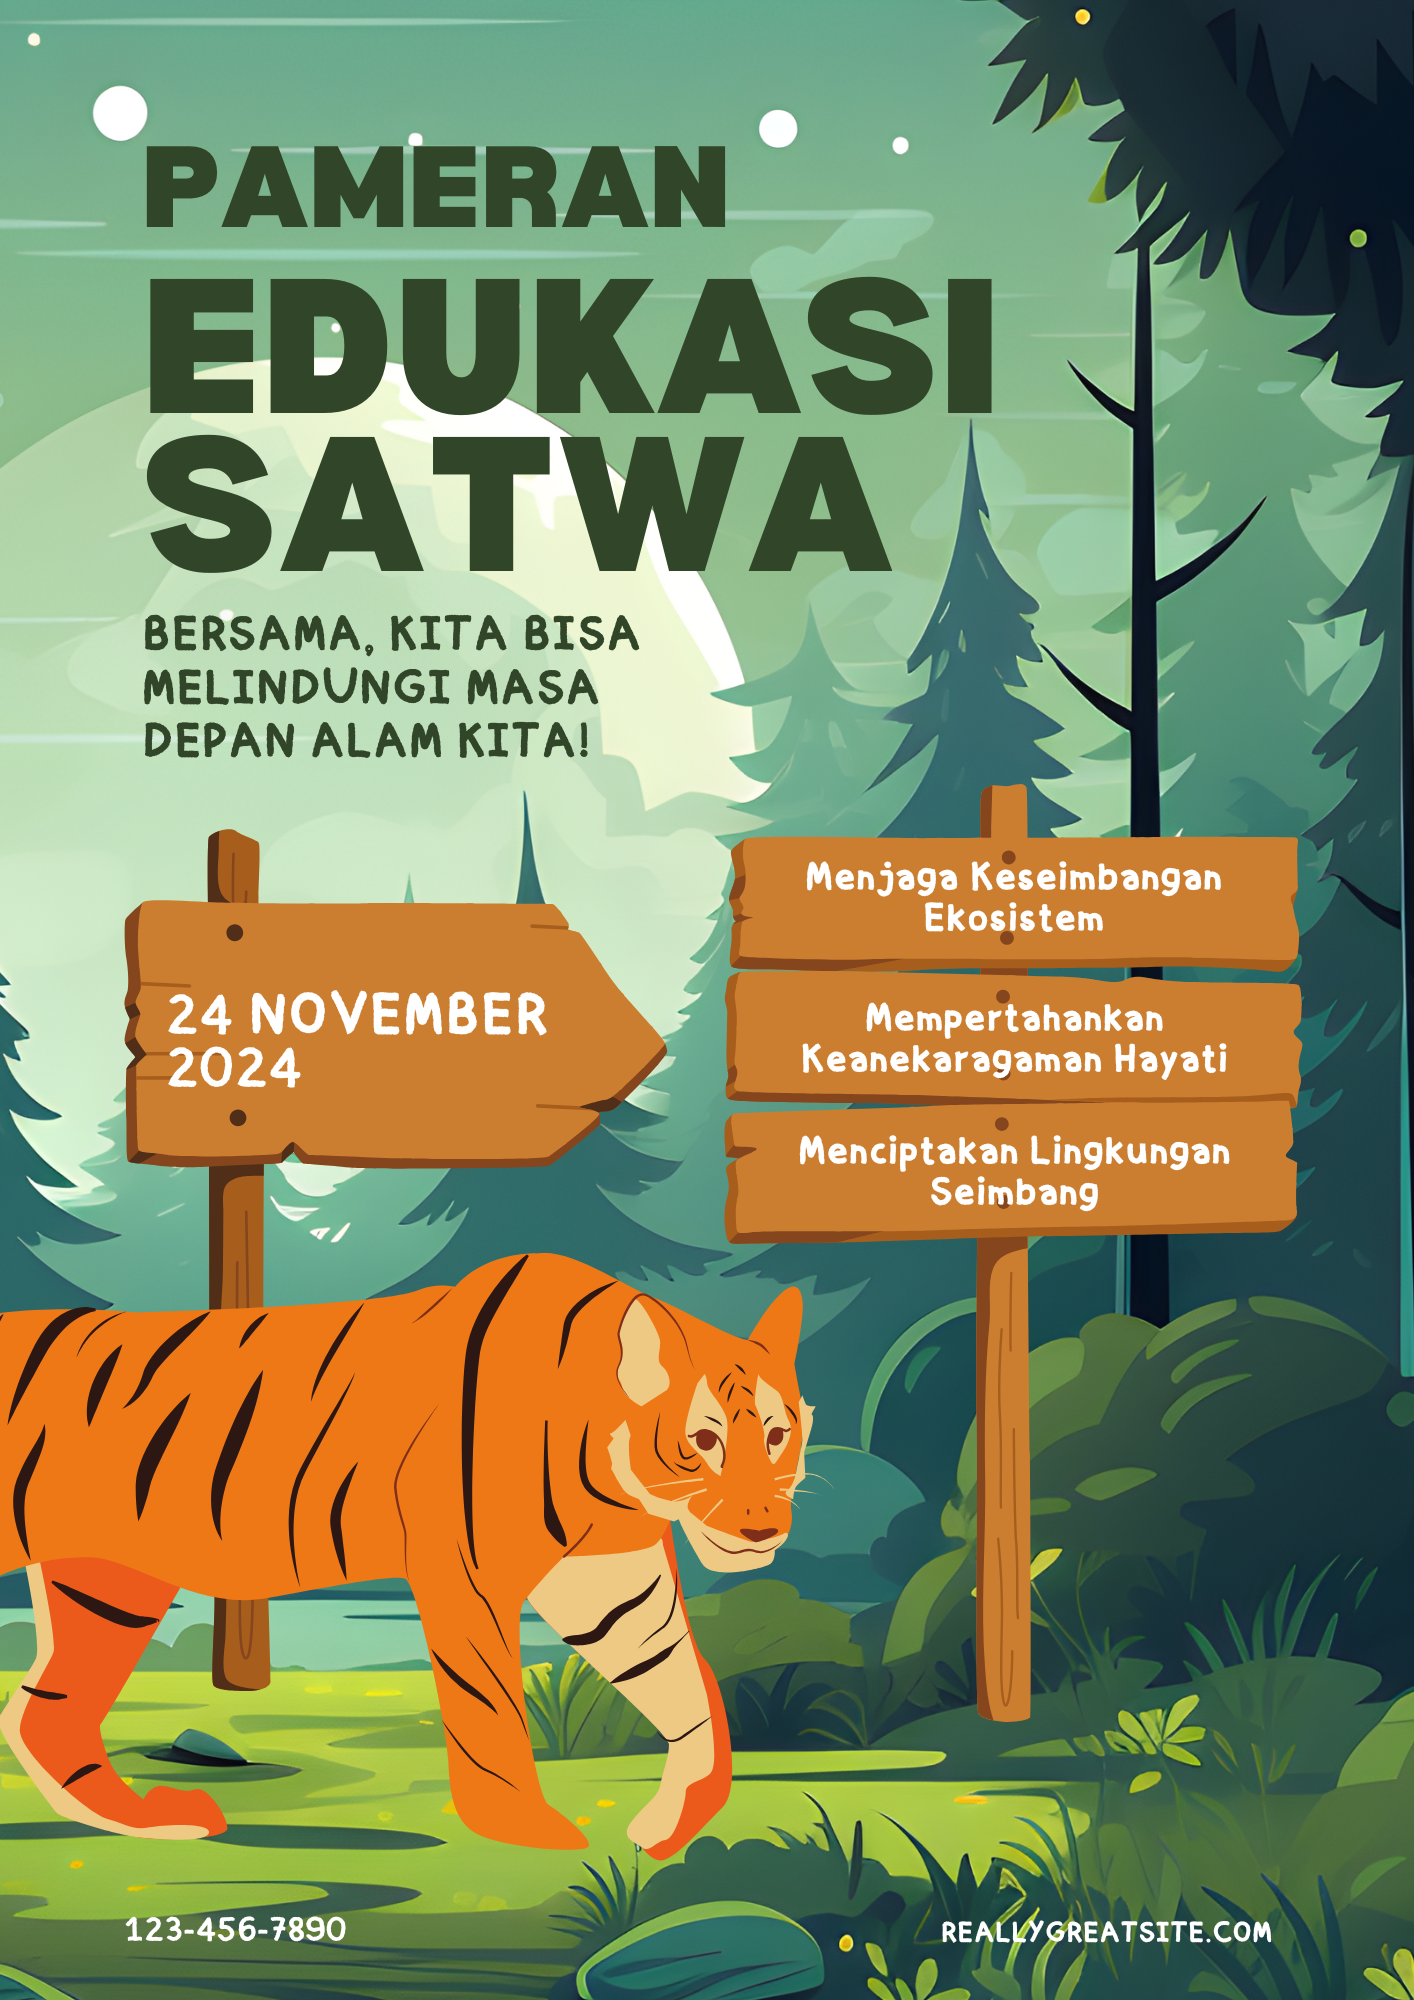 PAMERAN
EDUKASI
SATWA
BERSAMA, KITA BISA
MELINDUNGI MASA
DEPAN ALAM KITA!
24 NOVEMBER
2024
Menjaga Keseimbangan
Ekosistem
Mempertahankan
Keanekaragaman Hayati
Menciptakan Lingkungan
Seimbang
123-456-7890
REALLYGREATSITE.COM